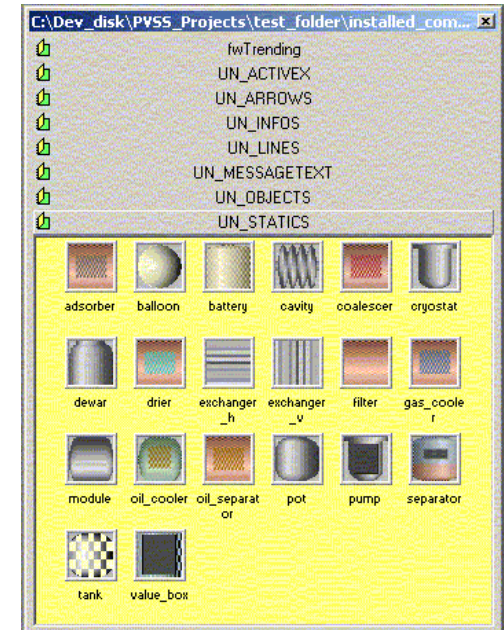 C:\Dev_disk\PVSS_Projects\test_folder\installed_com...
fwTrending
UN_ACTIVEX
UN_ARROWS
UN_INFOS
UN_LINES
UN_MESSAGETEXT
UN_OBJECTS
UN_STATICS
adsorber balloon battery cavity coalescer cryostat
dewar drier exchanger exchanger filter gas_coole
_h _v r
module oil_cooler oil_separat pot pump separator
or
tank value_box